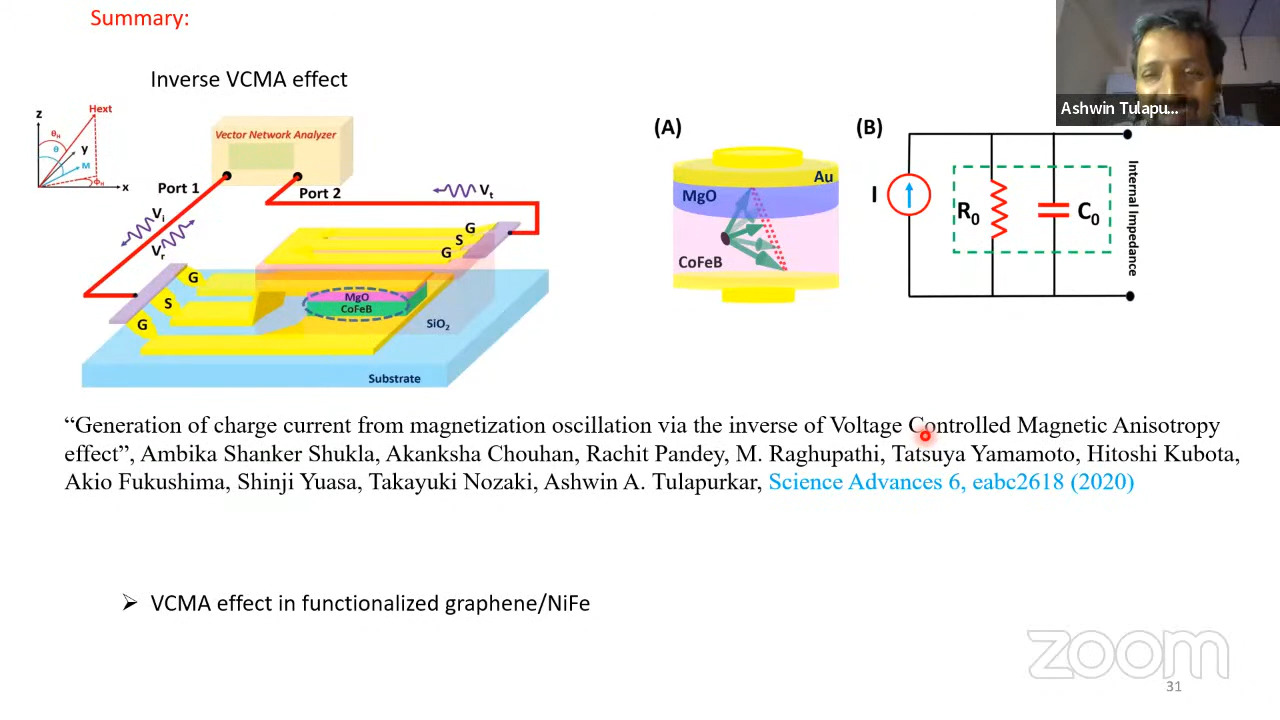 Summary:
Ashwin Tulapu...
Inverse VCMA effect
z
Hext
θH
θ
y
M
ϕH
x
Vector Network Analyzer
Port 1
Port 2
Vt
Vi
Vr
G
S
G
G
S
G
MgO
CoFeB
SiO2
Substrate
(A)
Au
MgO
CoFeB
(B)
I
R0
C0
Internal Impedance
“Generation of charge current from magnetization oscillation via the inverse of Voltage Controlled Magnetic Anisotropy
effect”, Ambika Shanker Shukla, Akanksha Chouhan, Rachit Pandey, M. Raghupathi, Tatsuya Yamamoto, Hitoshi Kubota,
Akio Fukushima, Shinji Yuasa, Takayuki Nozaki, Ashwin A. Tulapurkar, Science Advances 6, eabc2618 (2020)
➢ VCMA effect in functionalized graphene/NiFe
zoom
31